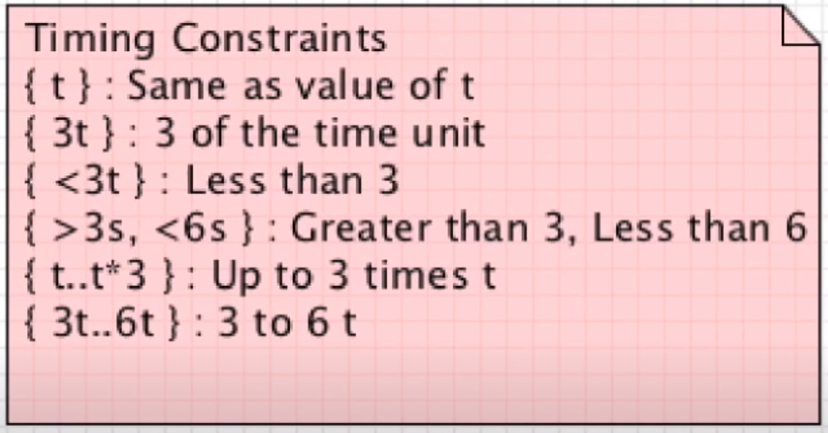 Timing Constraints
{ t } : Same as value of t
{ 3t } : 3 of the time unit
{ <3t } : Less than 3
{ >3s, <6s } : Greater than 3, Less than 6
{ t..t*3 } : Up to 3 times t
{ 3t..6t } : 3 to 6 t